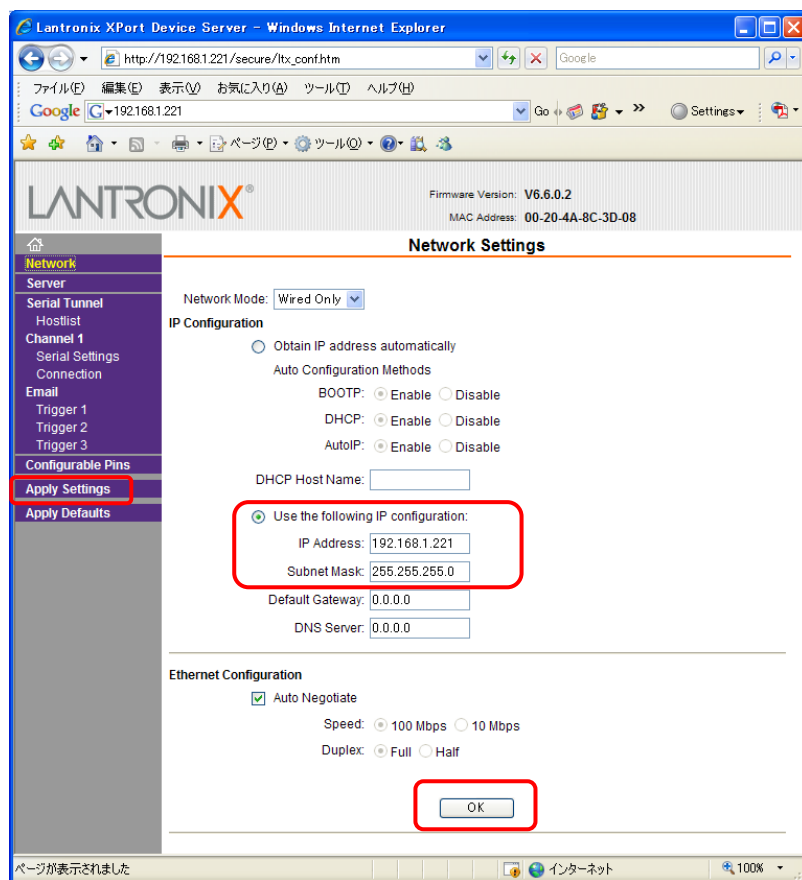 Lantronix XPort Device Server - Windows Internet Explorer
http://192.168.1.221/secure/ltx_conf.htm
Google
ファイル(F) 編集(E) 表示(V) お気に入り(A) ツール(T) ヘルプ(H)
Google G 192.168.1.221 Go Settings
ページ(P) ツール(O)
LANTRONIX®
Firmware Version: V6.6.0.2
MAC Address: 00-20-4A-8C-3D-08
Network Settings
Network
Server
Serial Tunnel
Hostlist
Channel 1
Serial Settings
Connection
Email
Trigger 1
Trigger 2
Trigger 3
Configurable Pins
Apply Settings
Apply Defaults
Network Mode: Wired Only
IP Configuration
Obtain IP address automatically
Auto Configuration Methods
BOOTP: Enable Disable
DHCP: Enable Disable
AutoIP: Enable Disable
DHCP Host Name:
Use the following IP configuration:
IP Address: 192.168.1.221
Subnet Mask: 255.255.255.0
Default Gateway: 0.0.0.0
DNS Server: 0.0.0.0
Ethernet Configuration
Auto Negotiate
Speed: 100 Mbps 10 Mbps
Duplex: Full Half
OK
ページが表示されました インターネット 100%